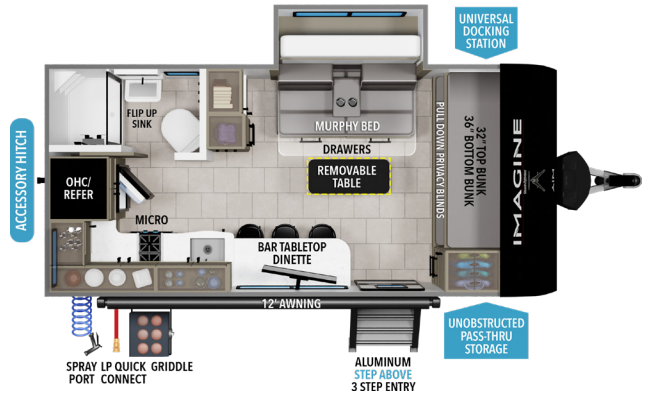 UNIVERSAL
DOCKING
STATION
FLIP UP
SINK
MURPHY BED
DRAWERS
REMOVABLE
TABLE
PULL DOWN PRIVACY BLINDS
32" TOP BUNK
36" BOTTOM BUNK
IMAGINE
AIM
ACCESSORY HITCH
OHC/
REFER
MICRO
BAR TABLETOP
DINETTE
12' AWNING
UNOBSTRUCTED
PASS-THRU
STORAGE
SPRAY
PORT
LP QUICK
CONNECT
GRIDDLE
ALUMINUM
STEP ABOVE
3 STEP ENTRY